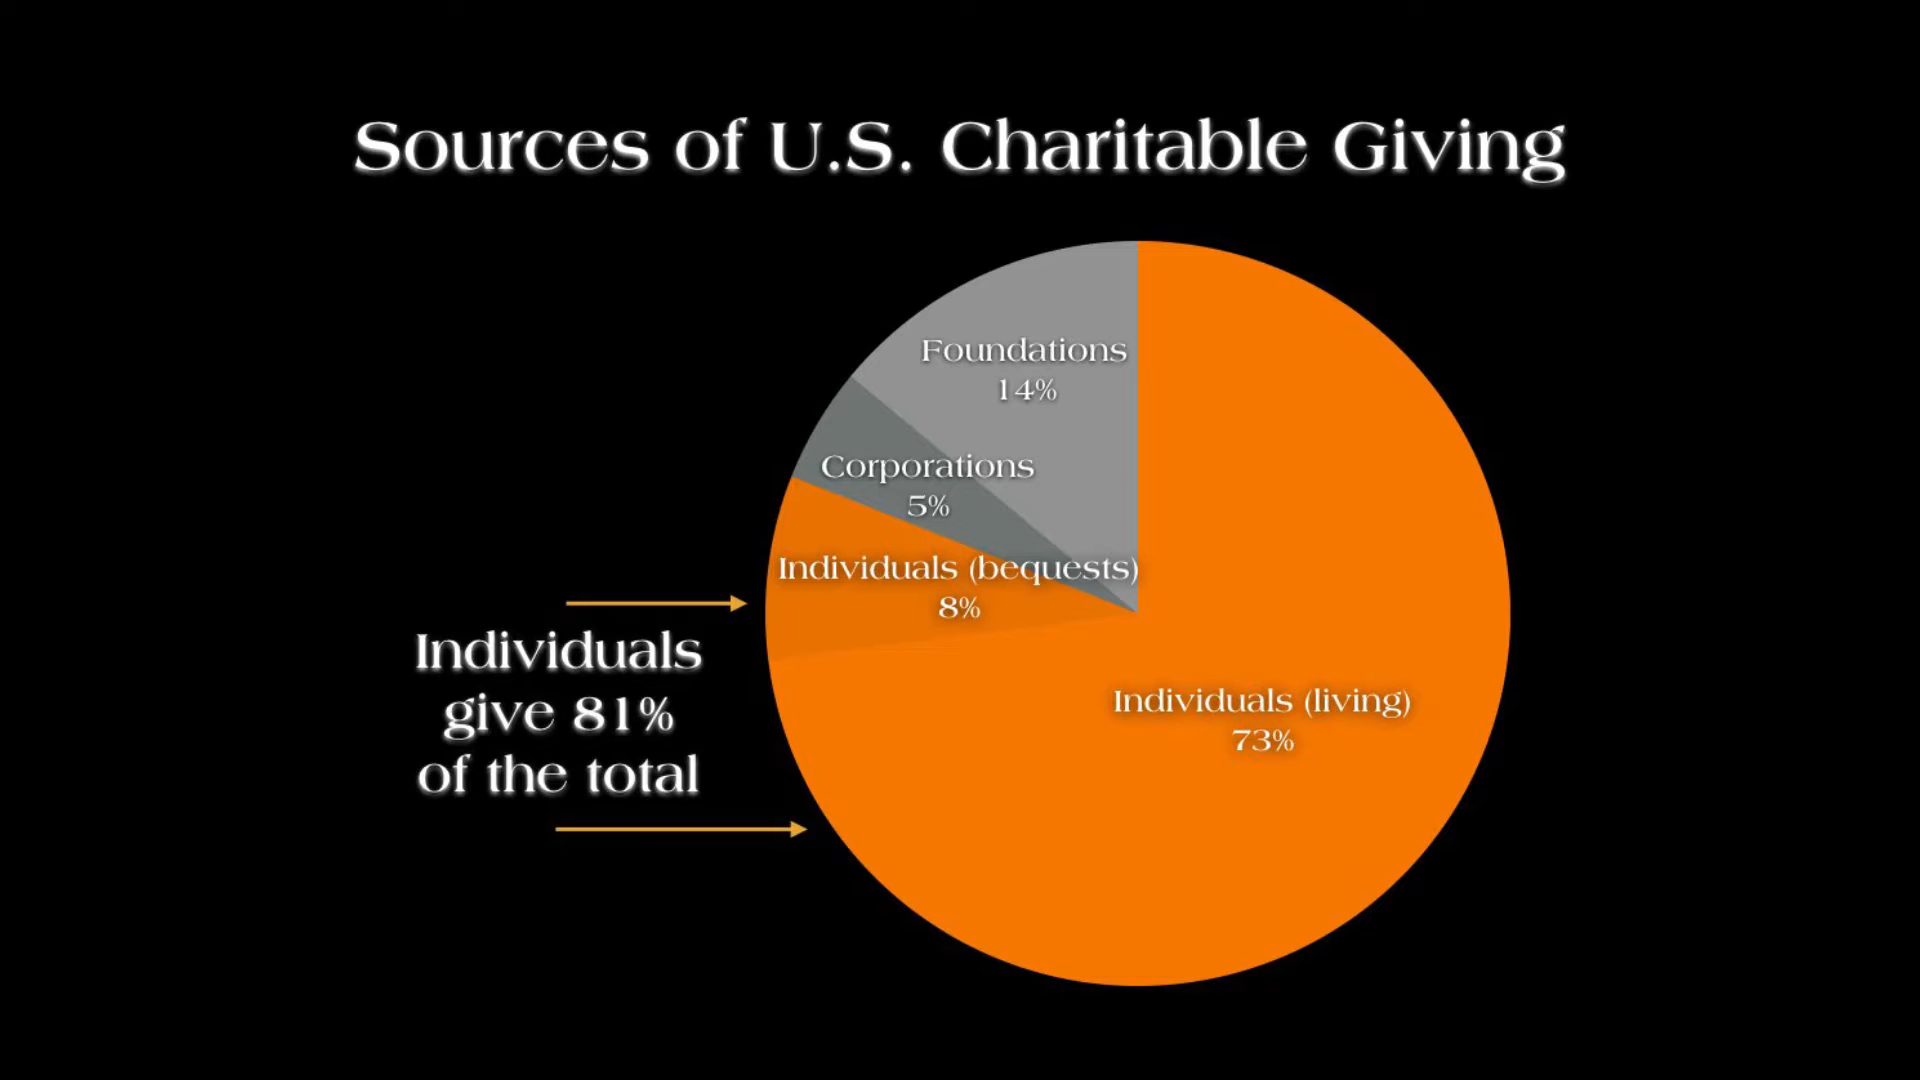 Sources of U.S. Charitable Giving
Foundations
14%
Corporations
5%
Individuals (bequests)
8%
Individuals
give 81%
of the total
Individuals (living)
73%